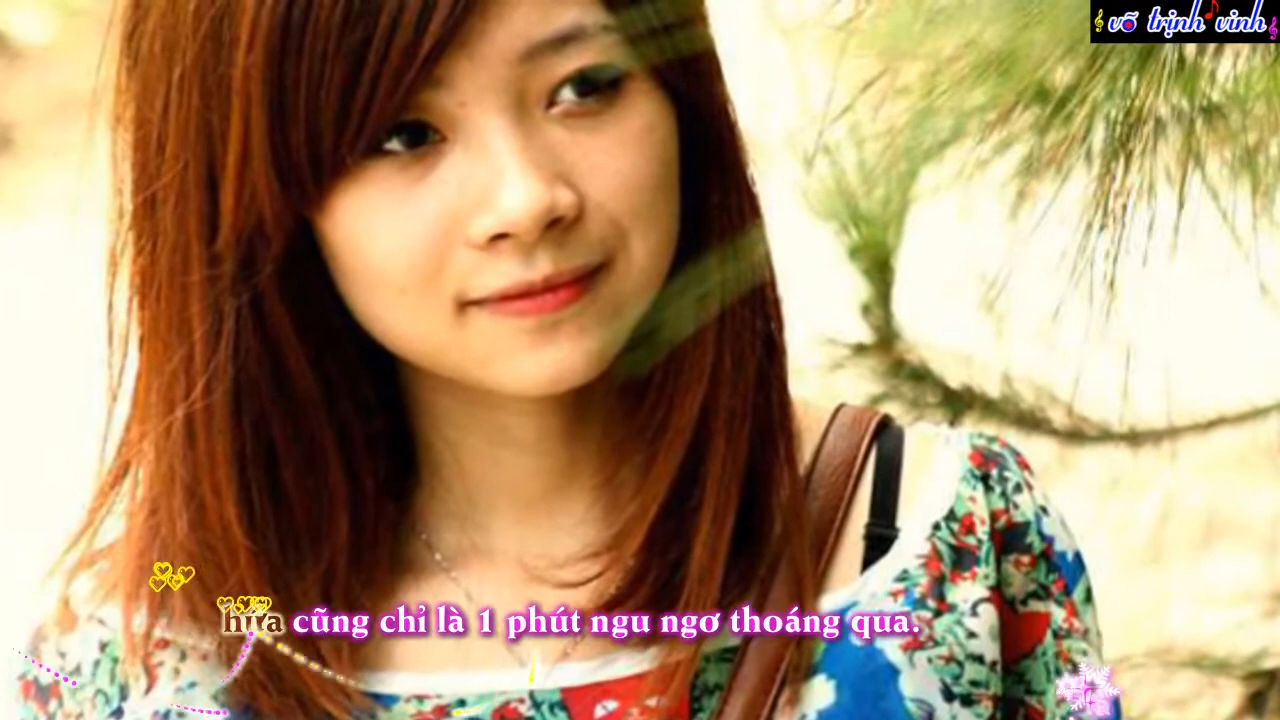 võ trịnh vinh
hứa cũng chỉ là 1 phút ngu ngơ thoáng qua.